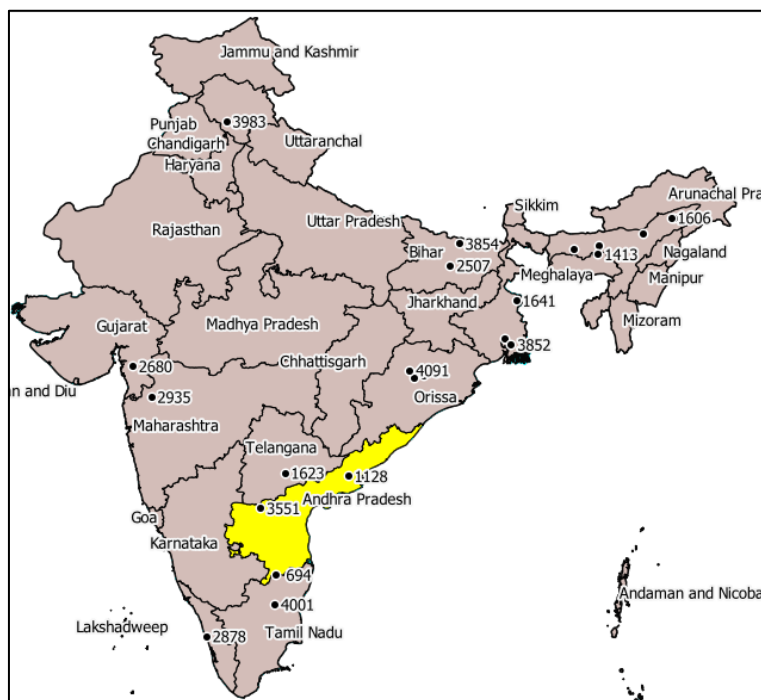 Jammu and Kashmir
Punjab
3983
Chandigarh
Uttaranchal
Haryana
Sikkim
Arunachal Pra
Uttar Pradesh
1606
Rajasthan
3854
Bihar
1413
Nagaland
2507
Meghalaya
Manipur
Jharkhand
1641
Gujarat
Madhya Pradesh
Mizoram
3852
Chhattisgarh
2680
4091
an and Diu
2935
Orissa
Maharashtra
Telangana
1623
1128
Andhra Pradesh
3551
Goa
Karnataka
694
Andaman and Nicoba
4001
Lakshadweep
2878
Tamil Nadu